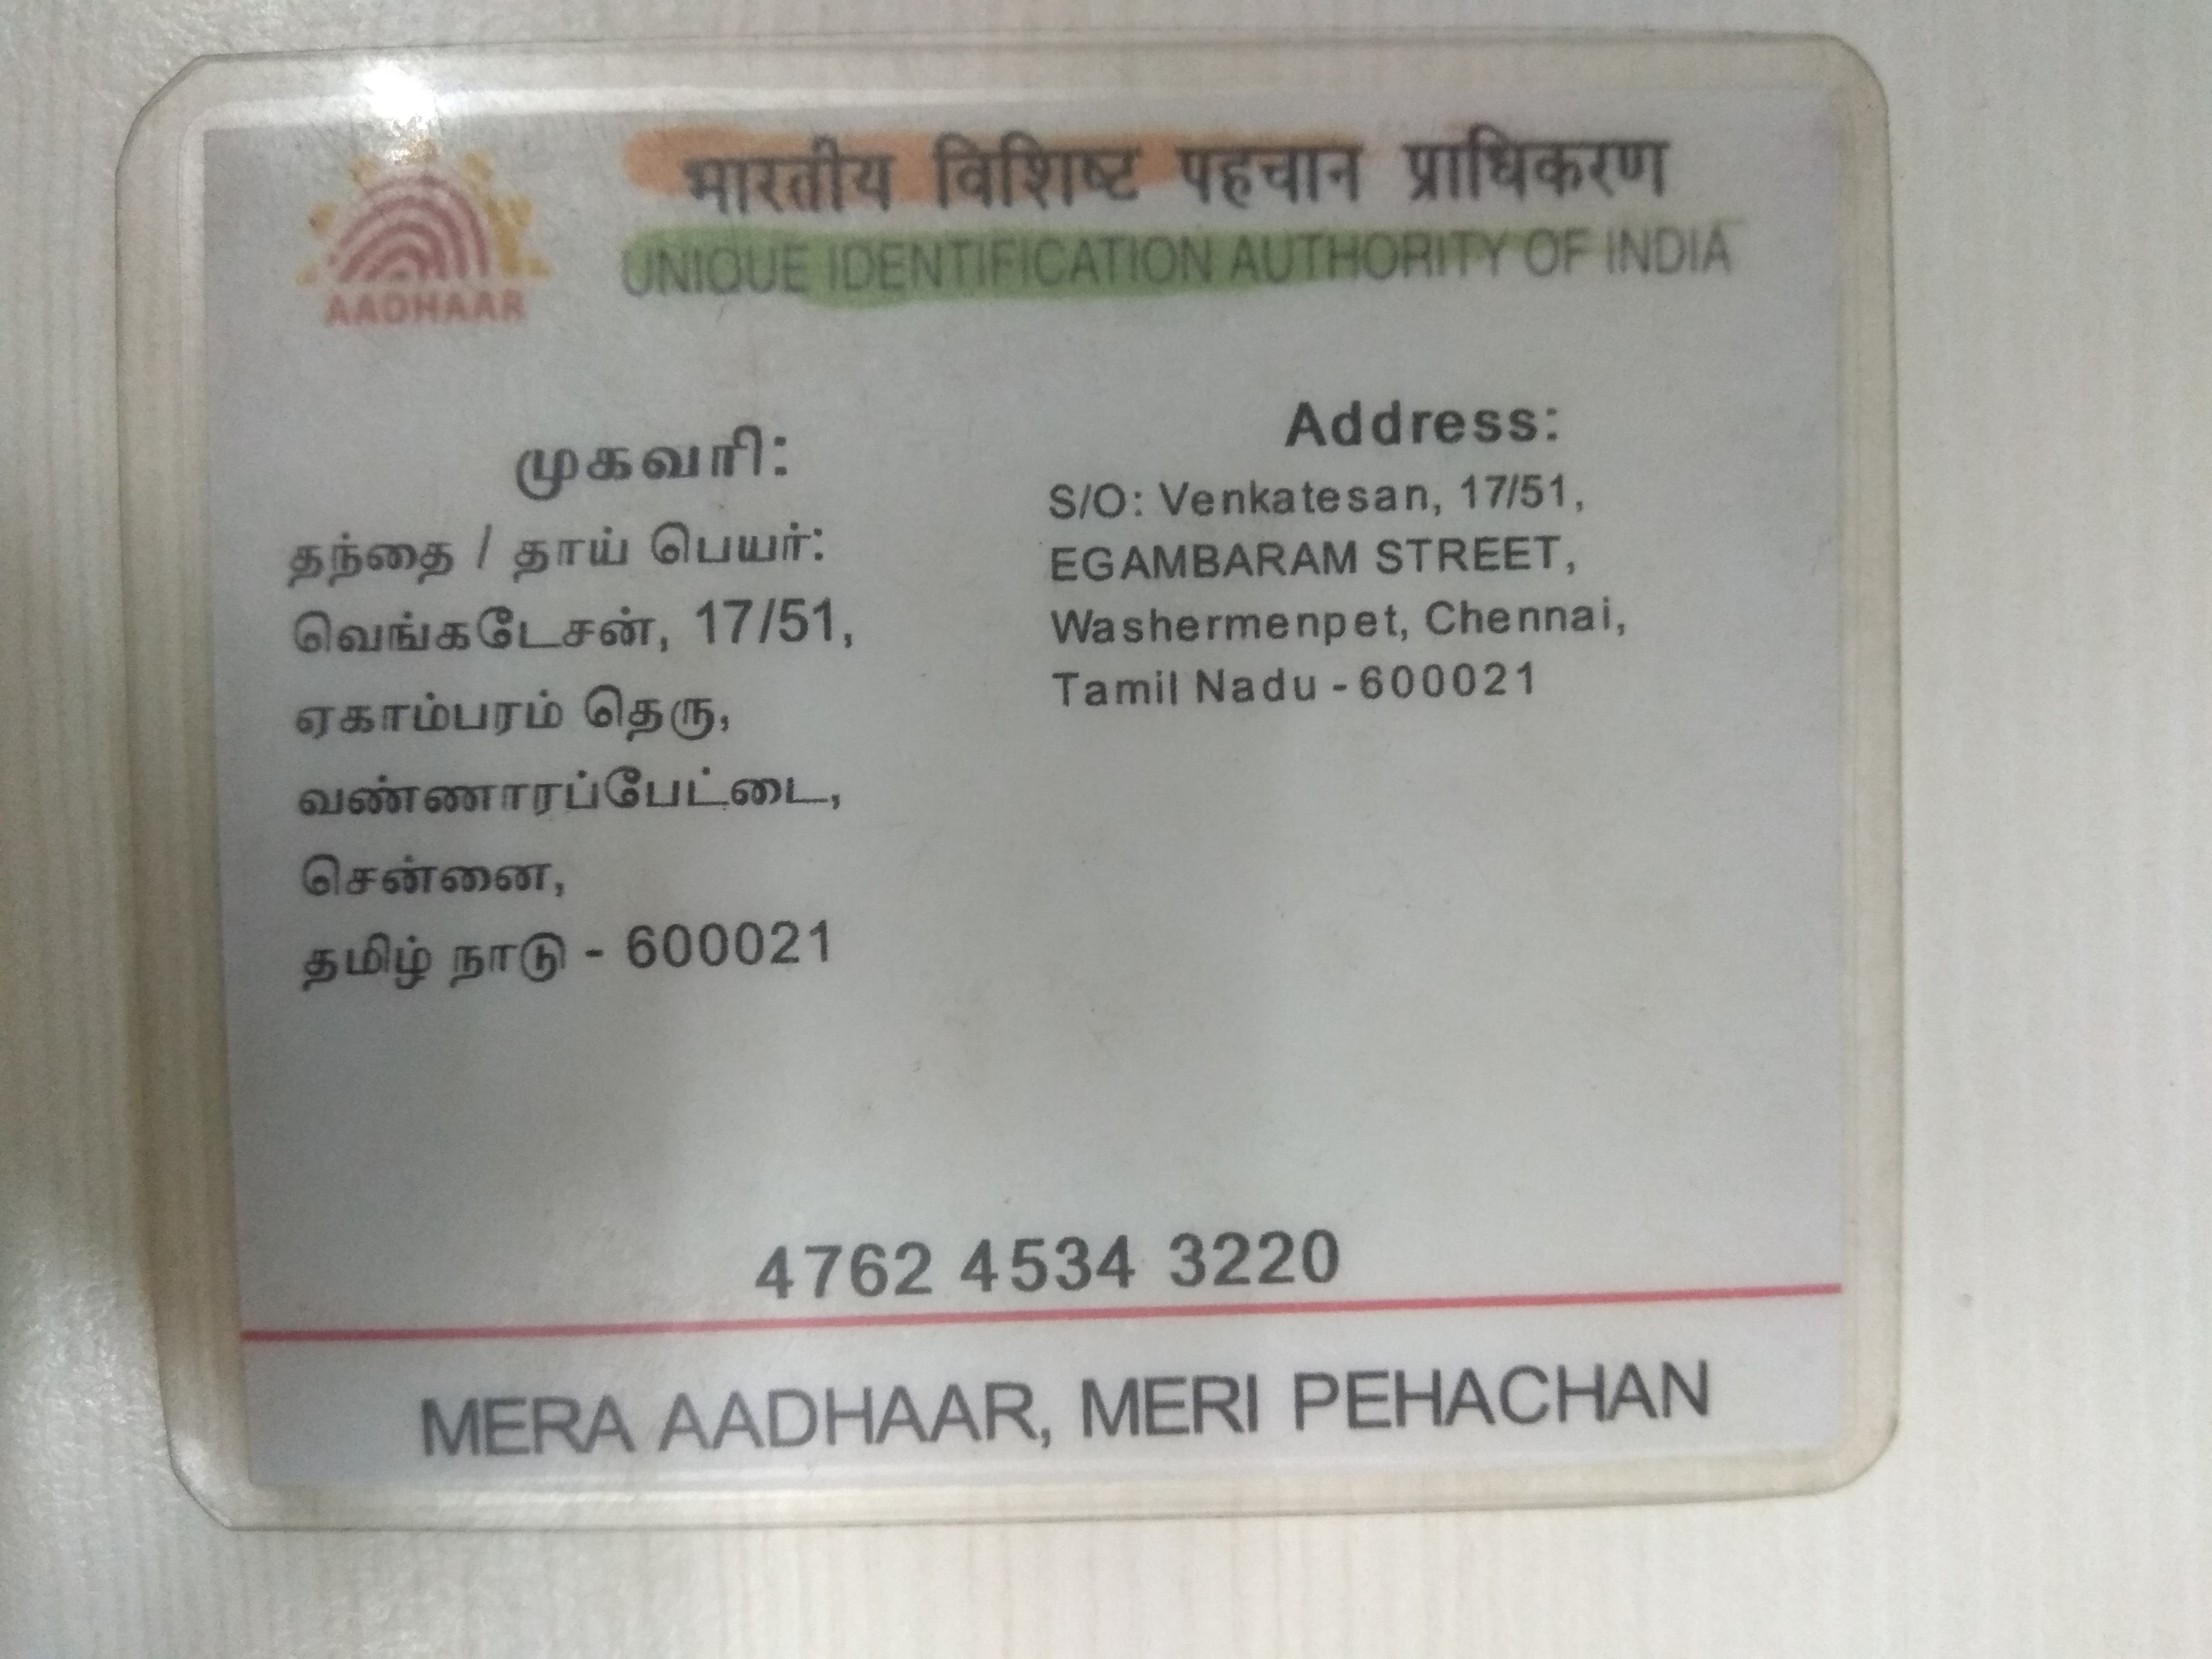 भारतीय विशिष्ट पहचान प्राधिकरण
UNIQUE IDENTIFICATION AUTHORITY OF INDIA
AADHAAR
முகவரி:
தந்தை / தாய் பெயர்:
வெங்கடேசன், 17/51,
ஏகாம்பரம் தெரு,
வண்ணாரப்பேட்டை,
சென்னை,
தமிழ் நாடு - 600021
Address:
S/O: Venkatesan, 17/51,
EGAMBARAM STREET,
Washermenpet, Chennai,
Tamil Nadu - 600021
4762 4534 3220
MERA AADHAAR, MERI PEHACHAN